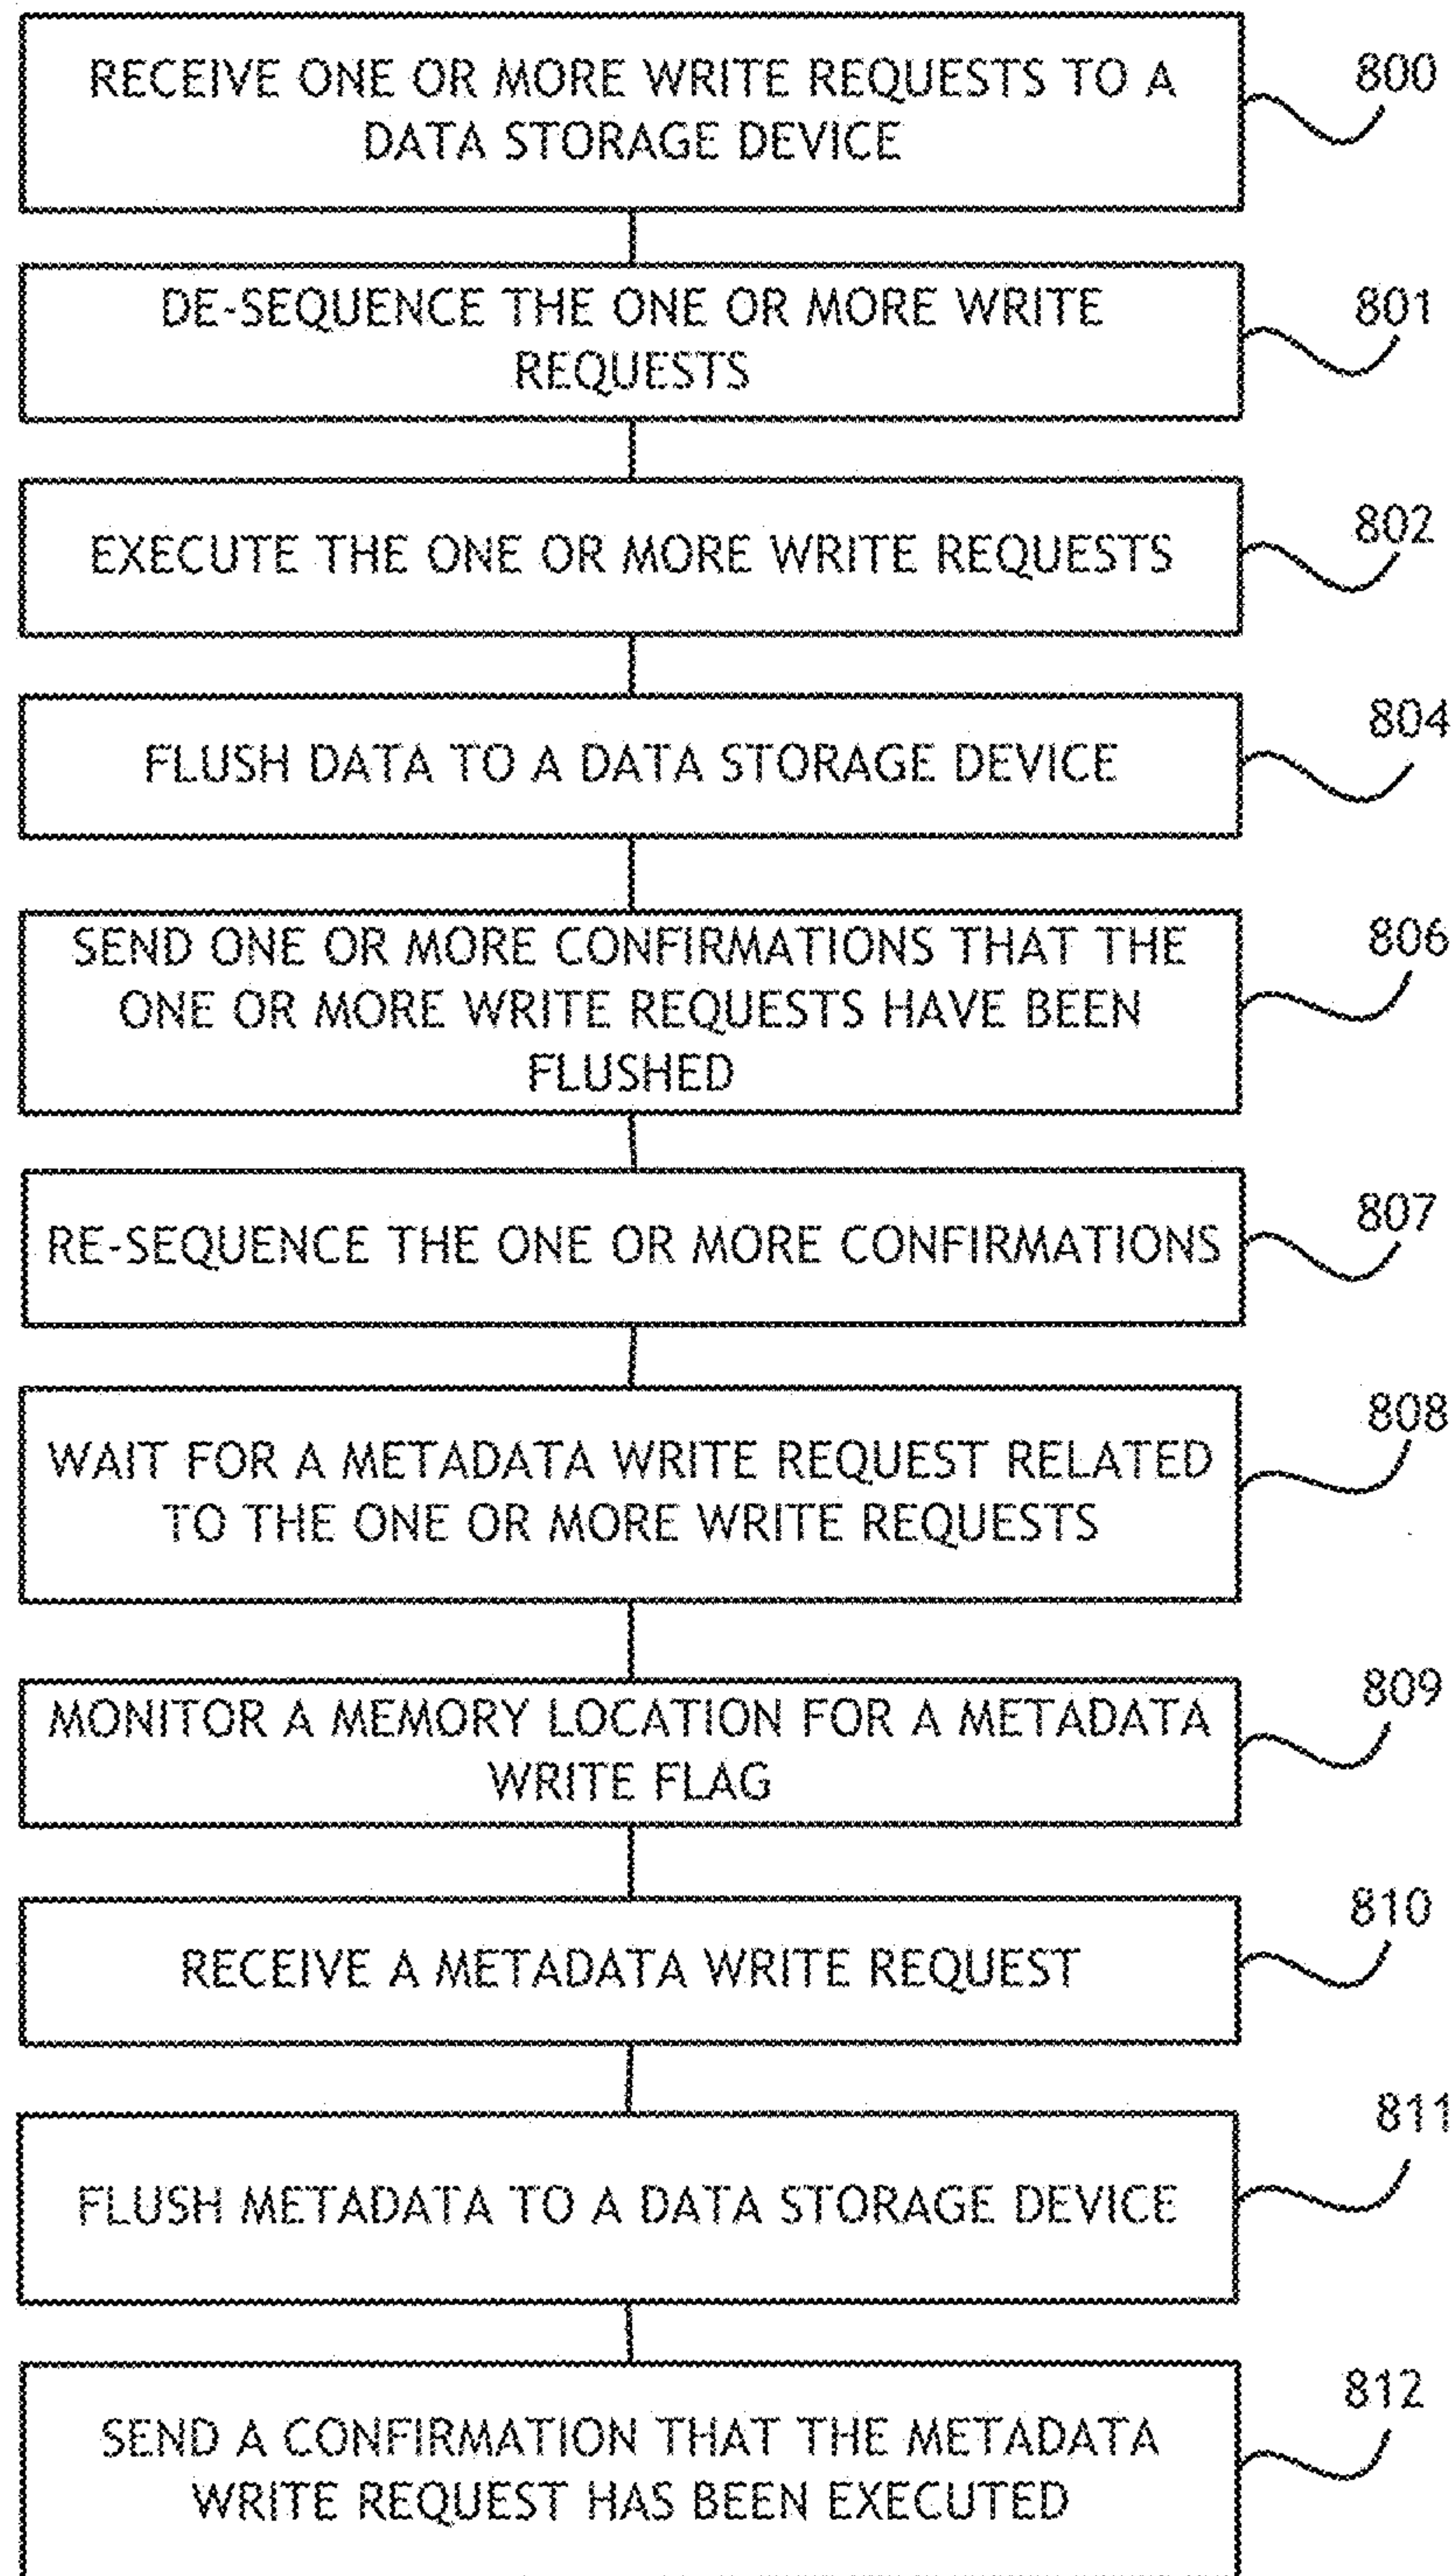 RECEIVE ONE OR MORE WRITE REQUESTS TO A
DATA STORAGE DEVICE
800
DE-SEQUENCE THE ONE OR MORE WRITE
REQUESTS
801
EXECUTE THE ONE OR MORE WRITE REQUESTS
802
FLUSH DATA TO A DATA STORAGE DEVICE
804
SEND ONE OR MORE CONFIRMATIONS THAT THE
ONE OR MORE WRITE REQUESTS HAVE BEEN
FLUSHED
806
RE-SEQUENCE THE ONE OR MORE CONFIRMATIONS
807
WAIT FOR A METADATA WRITE REQUEST RELATED
TO THE ONE OR MORE WRITE REQUESTS
808
MONITOR A MEMORY LOCATION FOR A METADATA
WRITE FLAG
809
RECEIVE A METADATA WRITE REQUEST
810
FLUSH METADATA TO A DATA STORAGE DEVICE
811
SEND A CONFIRMATION THAT THE METADATA
WRITE REQUEST HAS BEEN EXECUTED
812